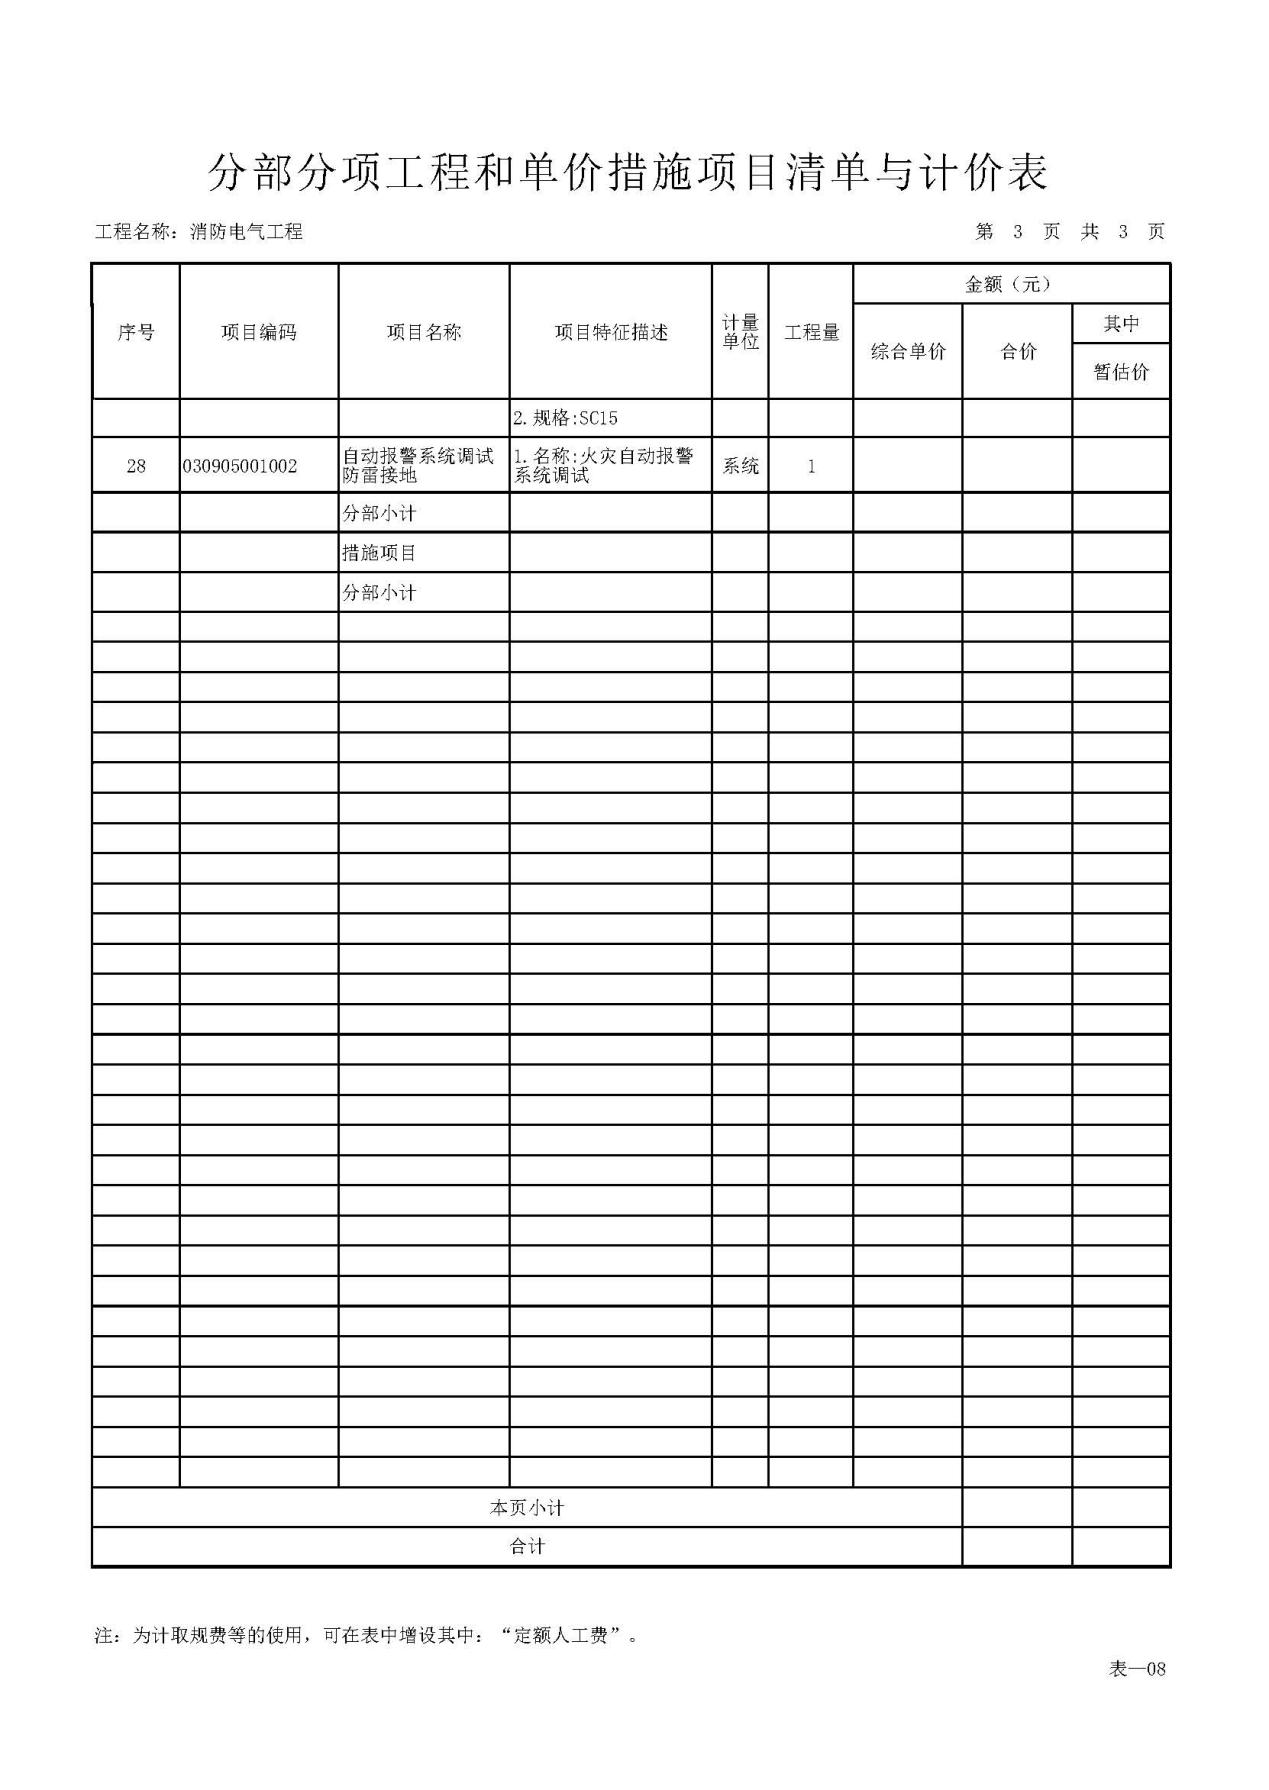 分部分项工程和单价措施项目清单与计价表
工程名称：消防电气工程
第 3 页 共 3 页
序号
项目编码
项目名称
项目特征描述
计量
单位
工程量
金额（元）
综合单价
合价
其中
暂估价
2.规格:SC15
28
030905001002
自动报警系统调试
防雷接地
1.名称:火灾自动报警
系统调试
系统
1
分部小计
措施项目
分部小计
本页小计
合计
注：为计取规费等的使用，可在表中增设其中：“定额人工费”。
表—08